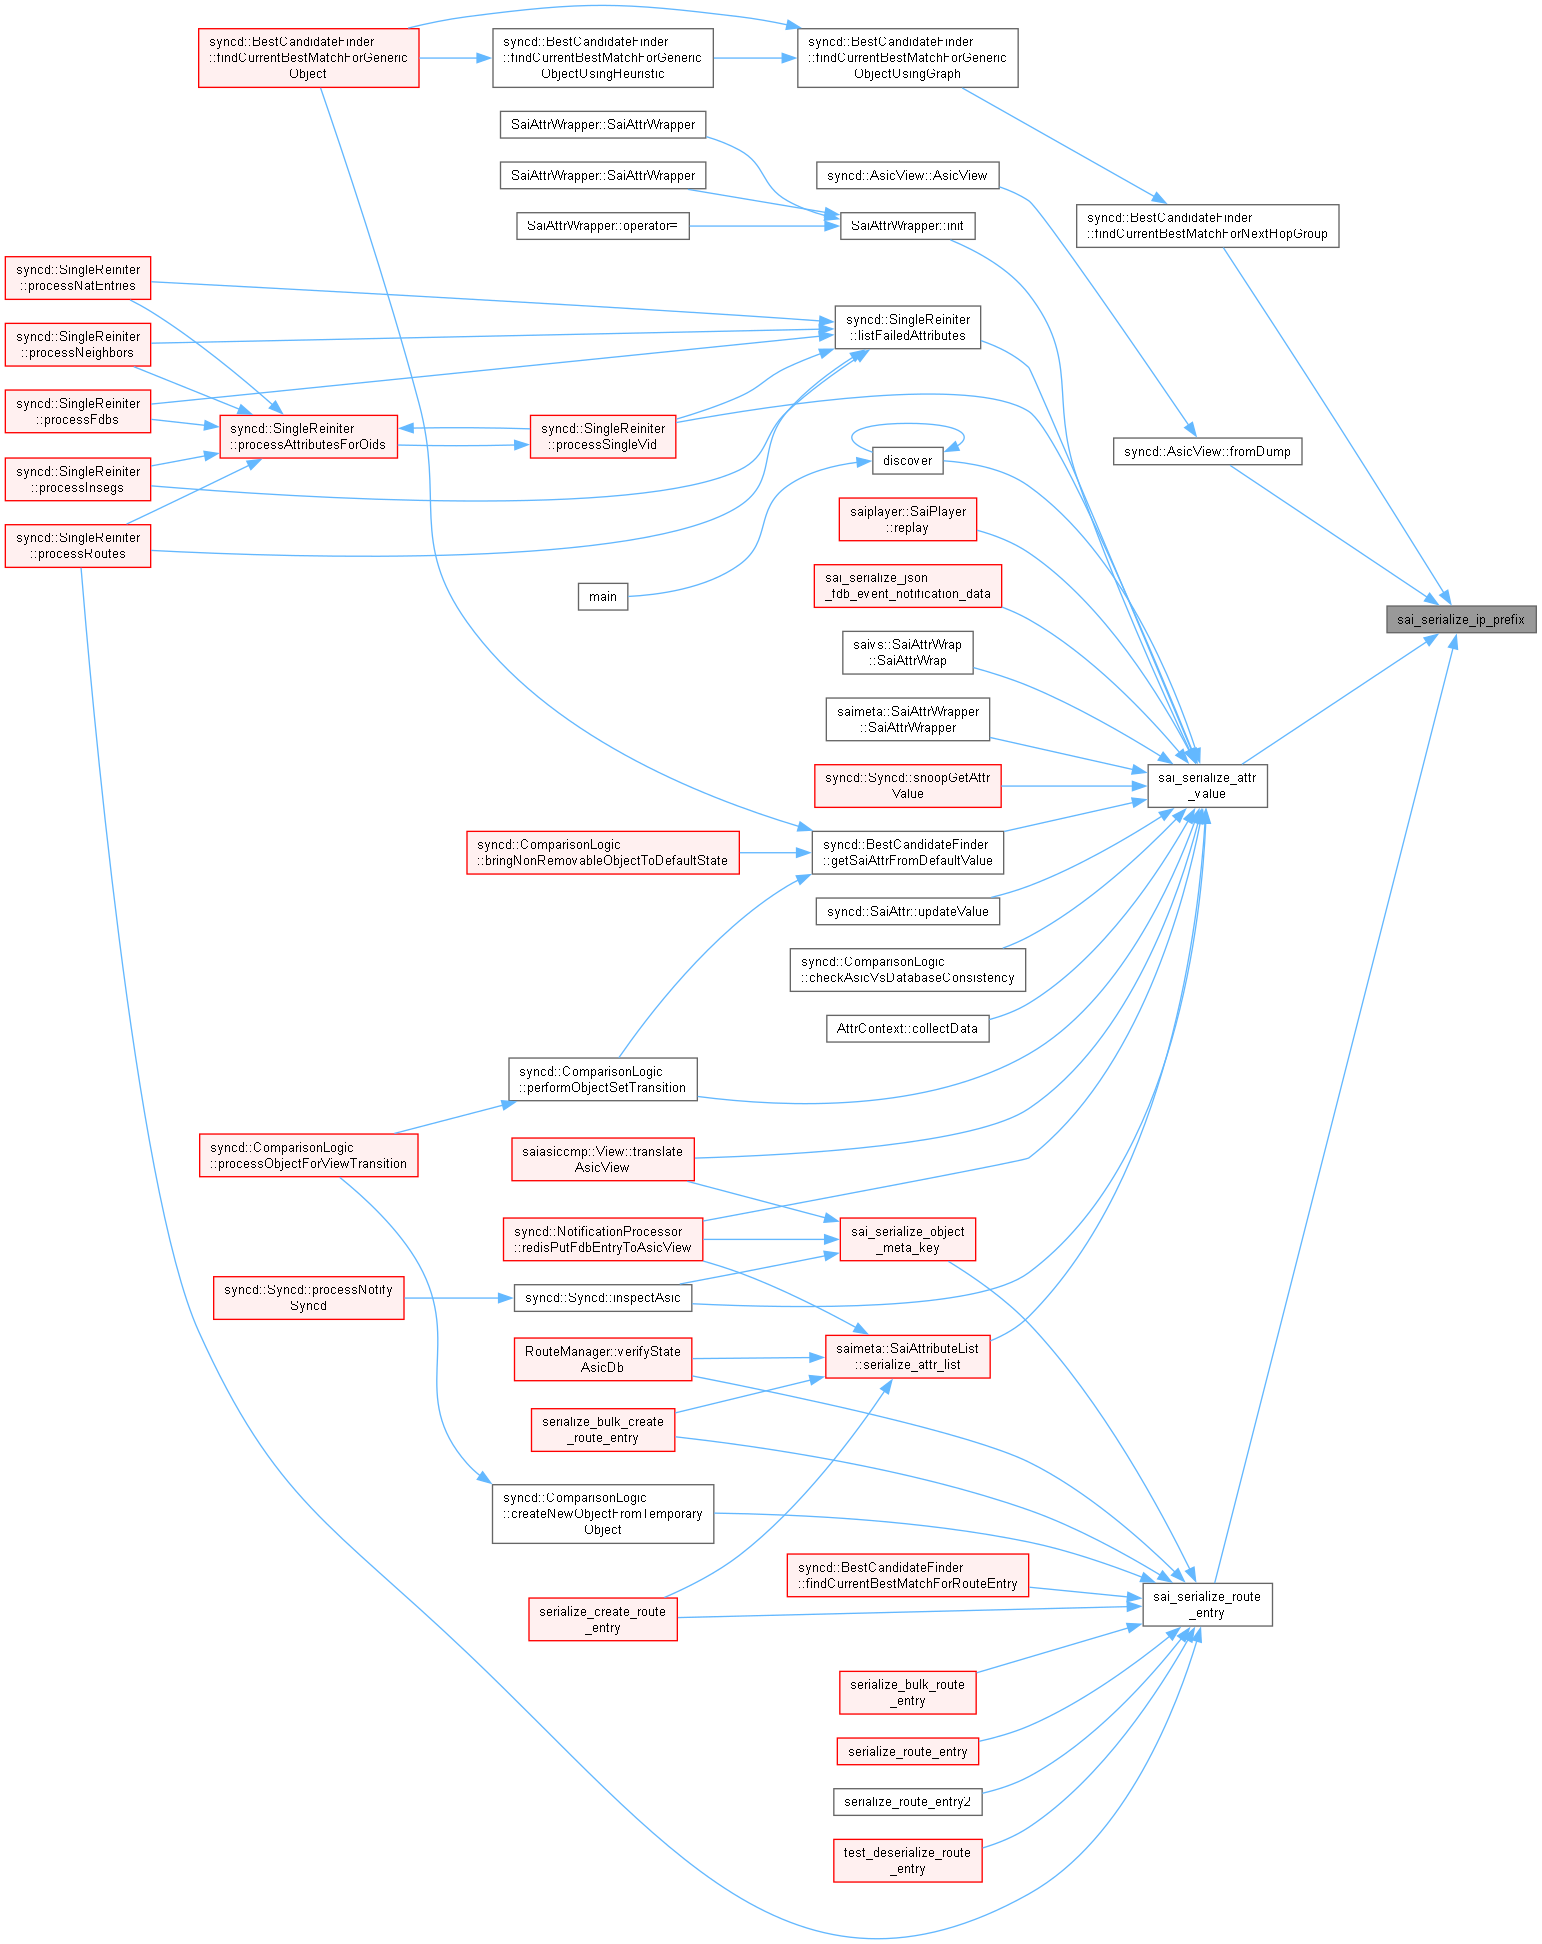 syncd::BestCandidateFinder
::findCurrentBestMatchForGeneric
Object
syncd::BestCandidateFinder
::findCurrentBestMatchForGeneric
ObjectUsingHeuristic
syncd::BestCandidateFinder
::findCurrentBestMatchForGeneric
ObjectUsingGraph
SaiAttrWrapper::SaiAttrWrapper
SaiAttrWrapper::SaiAttrWrapper
syncd::AsicView::AsicView
SaiAttrWrapper::operator=
SaiAttrWrapper::init
syncd::BestCandidateFinder
::findCurrentBestMatchForNextHopGroup
syncd::SingleReiniter
::processNatEntries
syncd::SingleReiniter
::processNeighbors
syncd::SingleReiniter
::listFailedAttributes
syncd::SingleReiniter
::processFdbs
syncd::SingleReiniter
::processAttributesForOids
syncd::SingleReiniter
::processSingleVid
syncd::AsicView::fromDump
discover
syncd::SingleReiniter
::processInsegs
syncd::SingleReiniter
::processRoutes
saiplayer::SaiPlayer
::replay
main
sai_serialize_json
_fdb_event_notification_data
sai_serialize_ip_prefix
saivs::SaiAttrWrap
::SaiAttrWrap
saimeta::SaiAttrWrapper
::SaiAttrWrapper
syncd::Syncd::snoopGetAttr
Value
sai_serialize_attr
_value
syncd::ComparisonLogic
::bringNonRemovableObjectToDefaultState
syncd::BestCandidateFinder
::getSaiAttrFromDefaultValue
syncd::SaiAttr::updateValue
syncd::ComparisonLogic
::checkAsicVsDatabaseConsistency
AttrContext::collectData
syncd::ComparisonLogic
::performObjectSetTransition
syncd::ComparisonLogic
::processObjectForViewTransition
saiasiccmp::View::translate
AsicView
syncd::NotificationProcessor
::redisPutFdbEntryToAsicView
sai_serialize_object
_meta_key
syncd::Syncd::processNotify
Syncd
syncd::Syncd::inspectAsic
RouteManager::verifyState
AsicDb
saimeta::SaiAttributeList
::serialize_attr_list
serialize_bulk_create
_route_entry
syncd::ComparisonLogic
::createNewObjectFromTemporary
Object
syncd::BestCandidateFinder
::findCurrentBestMatchForRouteEntry
serialize_create_route
_entry
sai_serialize_route
_entry
serialize_bulk_route
_entry
serialize_route_entry
serialize_route_entry2
test_deserialize_route
_entry